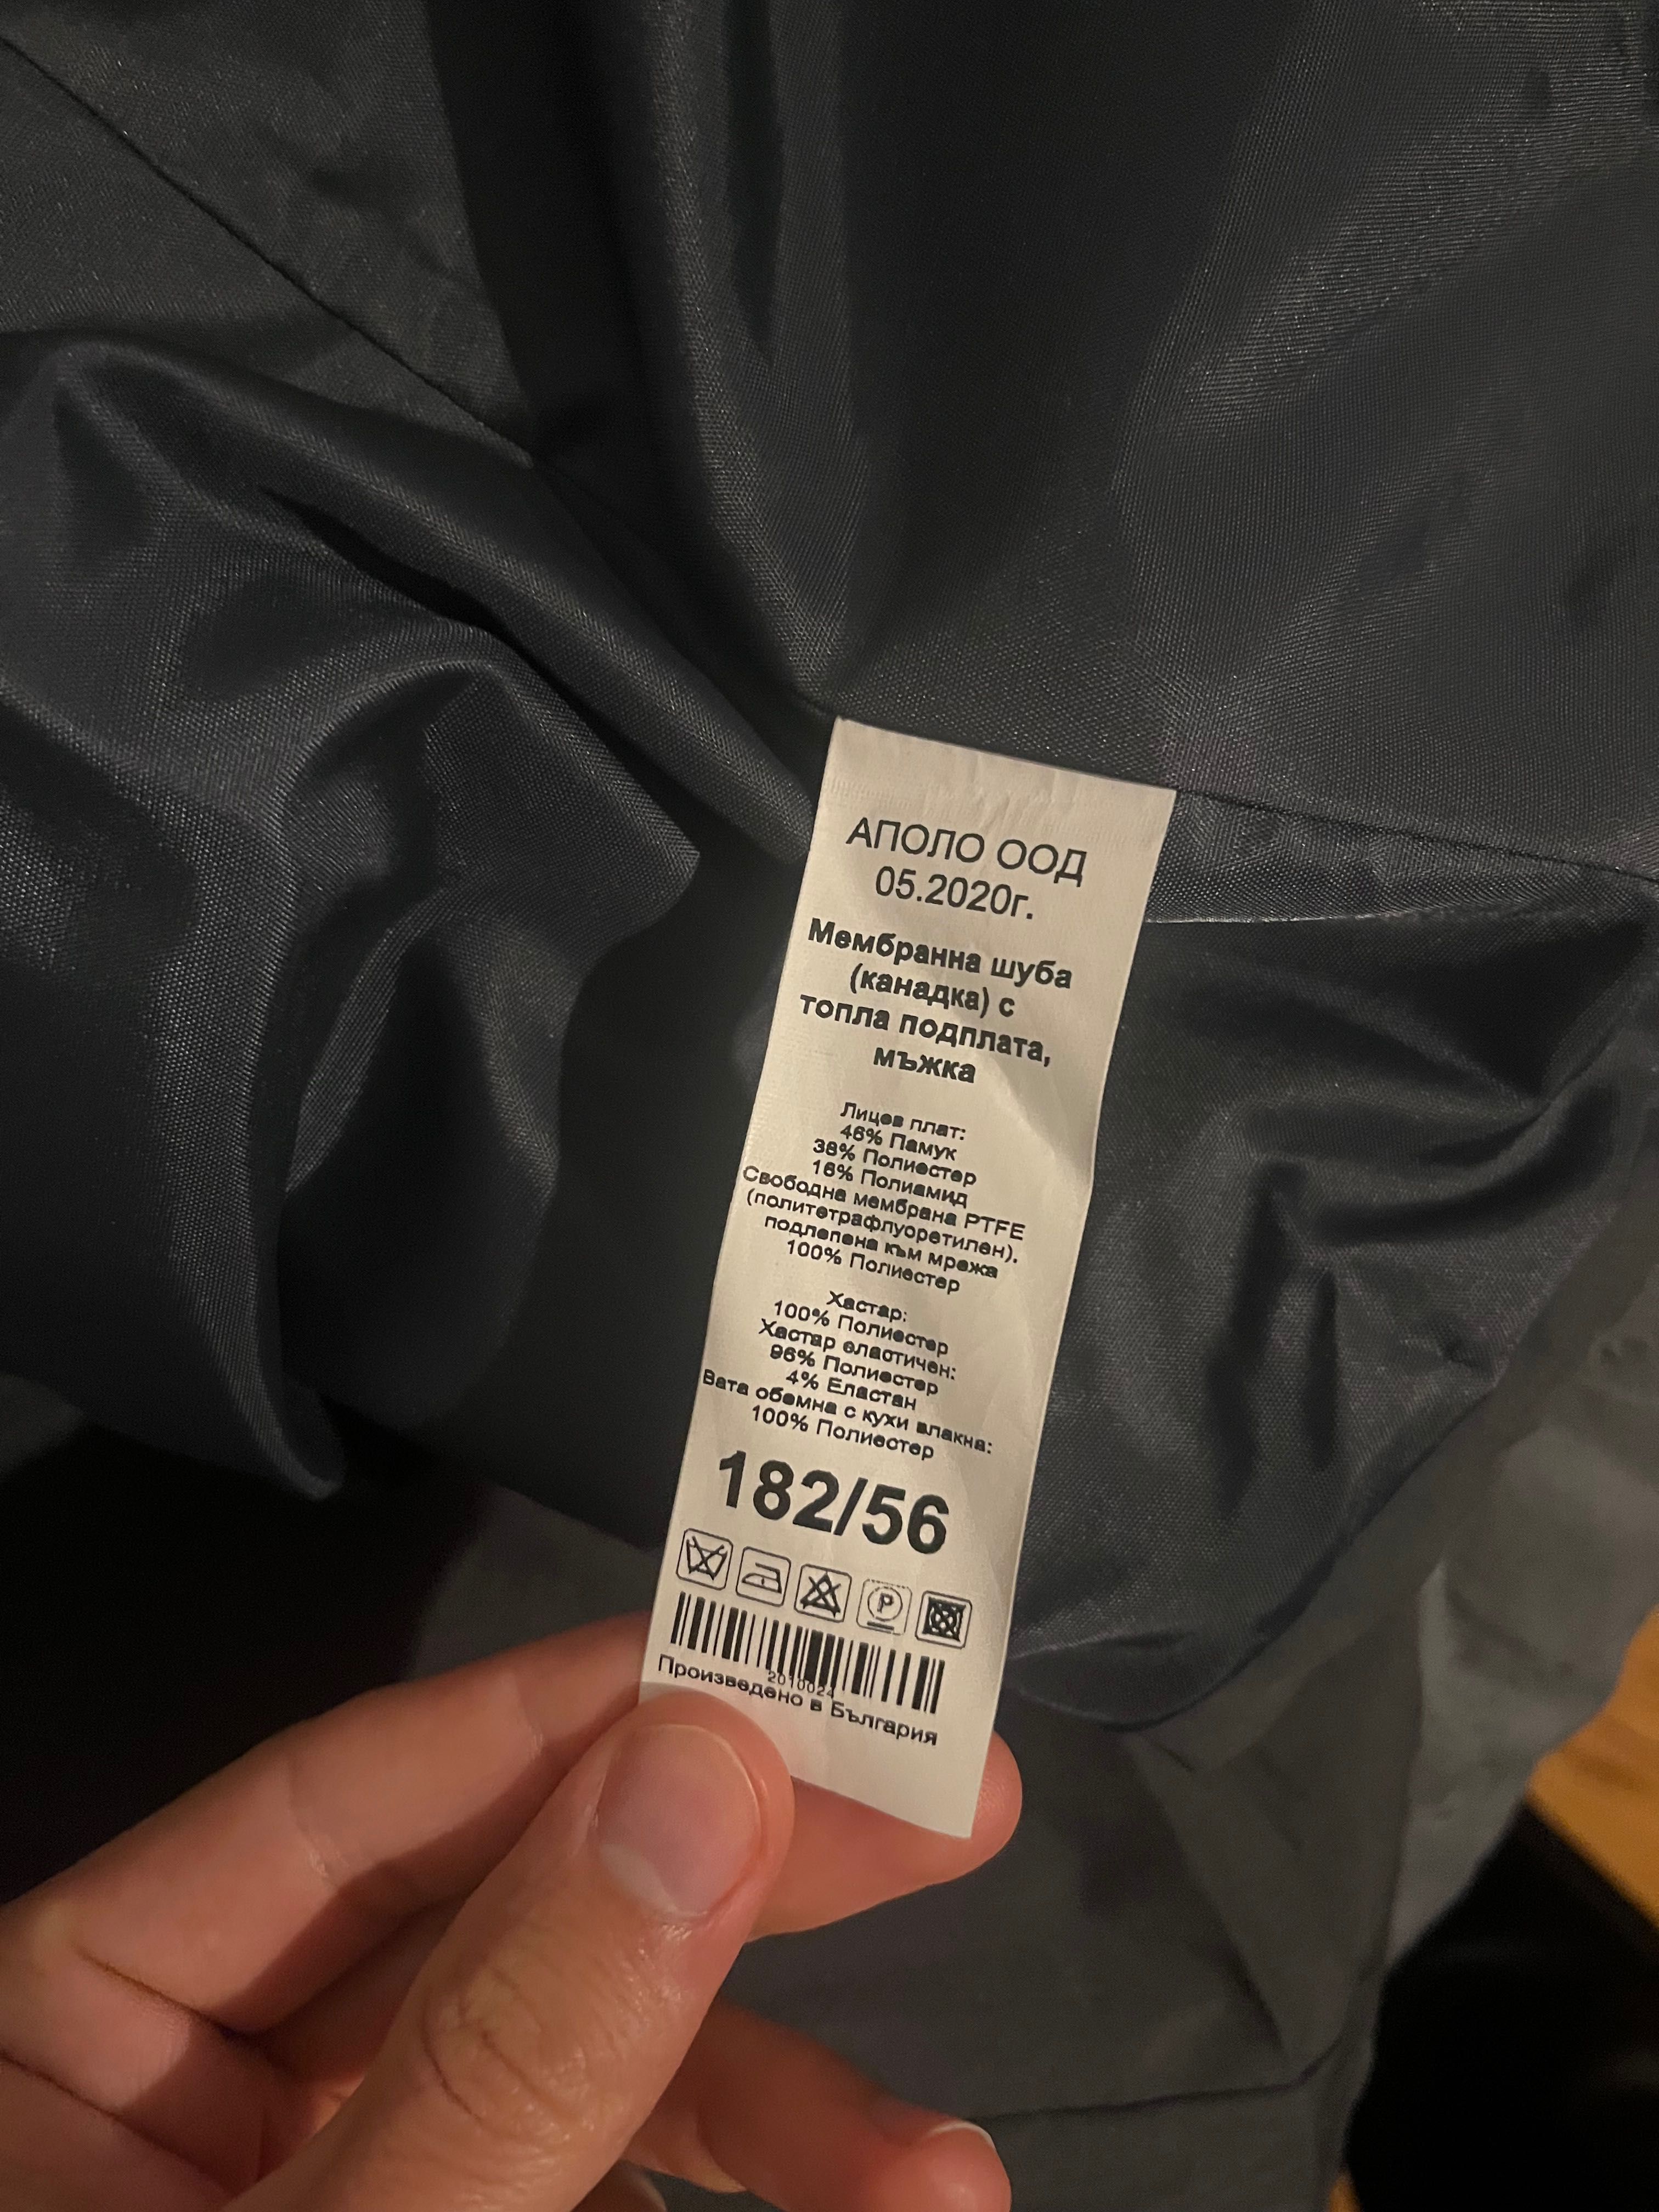 АПОЛО ООД
05.2020г.
Мембранна шуба
(канадка) с
топла подплата,
мъжка
Лицев плат:
46% Памук
38% Полиестер
16% Полиамид
Свободна мембрана PTFE
(политетрафлуоретилен).
подлепена към мрежа
100% Полиестер
Хастар:
100% Полиестер
Хастар еластичен:
96% Полиестер
4% Еластан
Вата обемна с кухи влакна:
100% Полиестер
182/56
P
2010024
Произведено в България